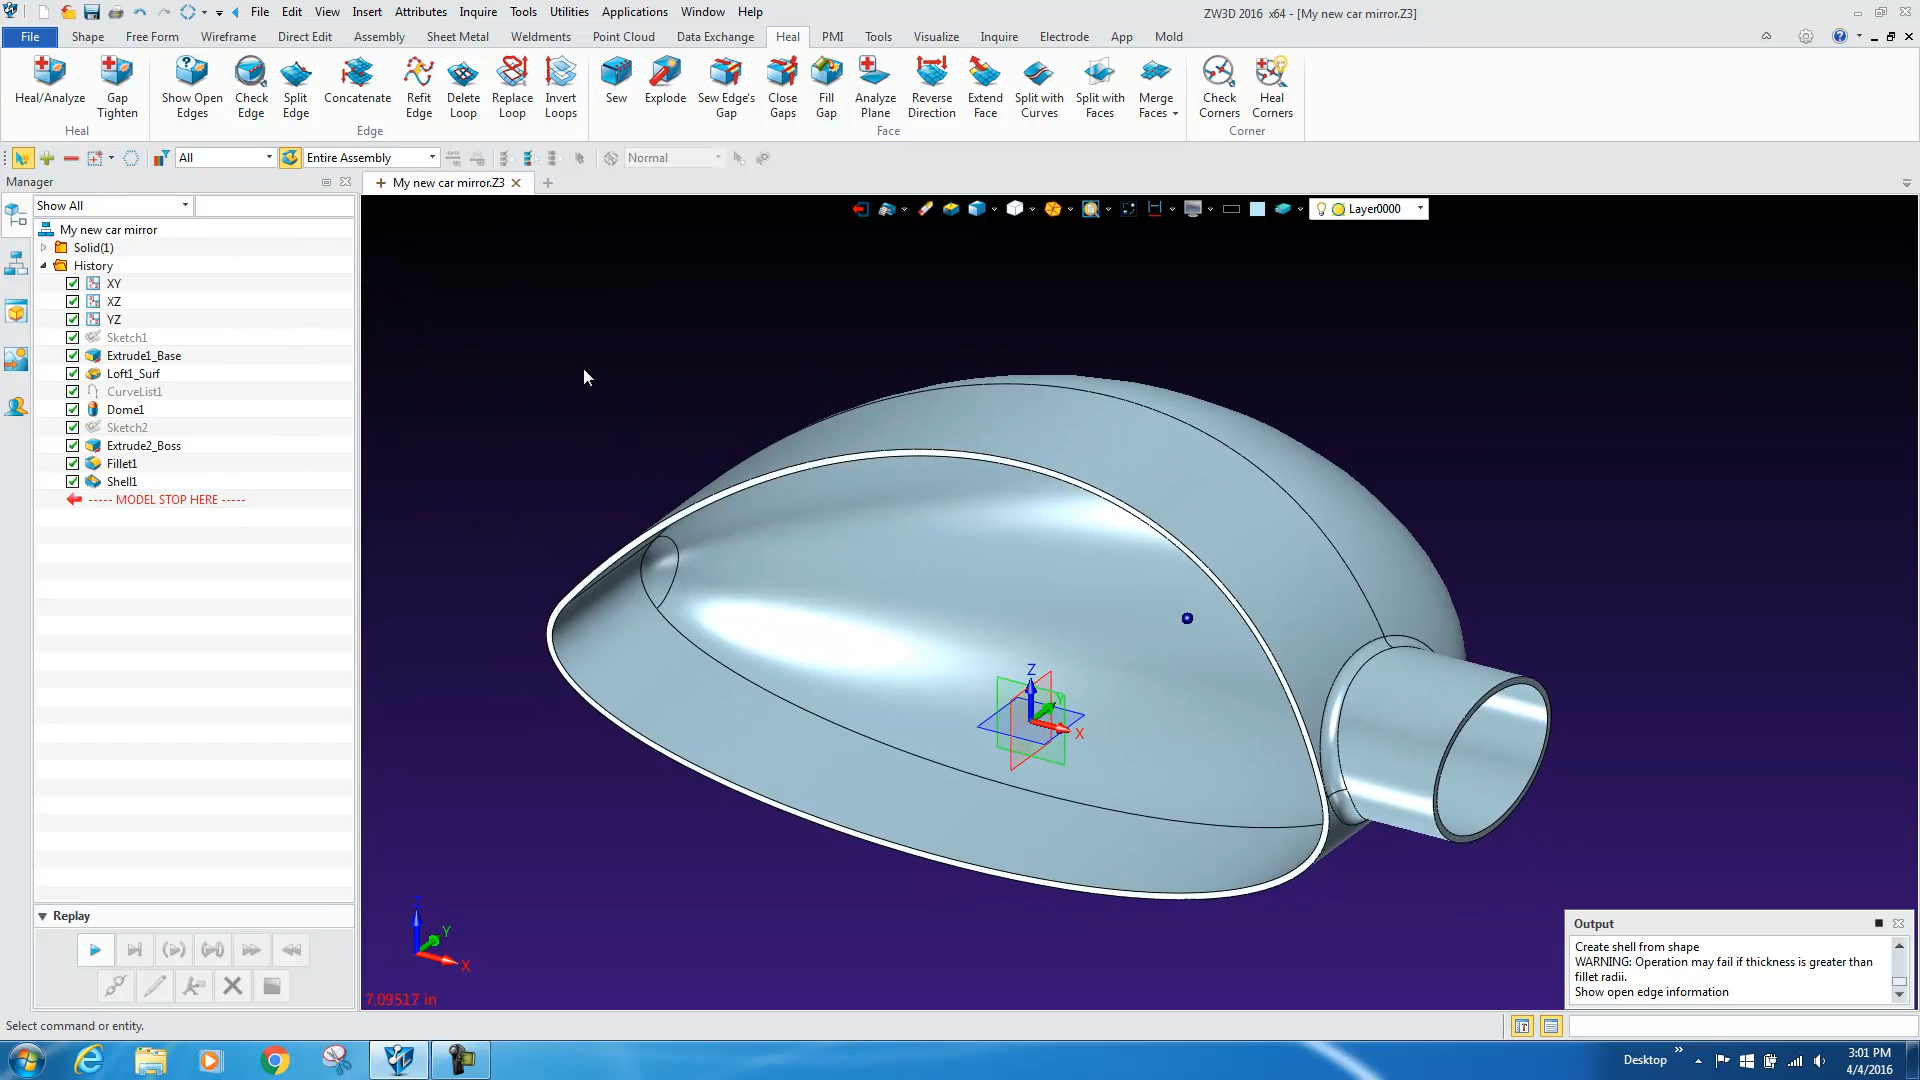 File Edit View Insert Attributes Inquire Tools Utilities Applications Window Help
ZW3D 2016 x64 - [My new car mirror.Z3]
File Shape Free Form Wireframe Direct Edit Assembly Sheet Metal Weldments Point Cloud Data Exchange Heal PMI Tools Visualize Inquire Electrode App Mold
Heal/Analyze
Gap Tighten
Heal
Show Open Edges
Check Edge
Split Edge
Concatenate
Refit Edge
Delete Loop
Replace Loop
Invert Loops
Edge
Sew
Explode
Sew Edge's Gap
Close Gaps
Fill Gap
Analyze Plane
Reverse Direction
Extend Face
Split with Curves
Split with Faces
Merge Faces
Face
Check Corners
Heal Corners
Corner
All
Entire Assembly
Normal
Manager
My new car mirror.Z3
Show All
Layer0000
My new car mirror
Solid(1)
History
XY
XZ
YZ
Sketch1
Extrude1_Base
Loft1_Surf
CurveList1
Dome1
Sketch2
Extrude2_Boss
Fillet1
Shell1
----- MODEL STOP HERE -----
Z
Y
X
Replay
Z
Y
X
7.09517 in
Output
Create shell from shape
WARNING: Operation may fail if thickness is greater than
fillet radii.
Show open edge information
Select command or entity.
Desktop
3:01 PM
4/4/2016